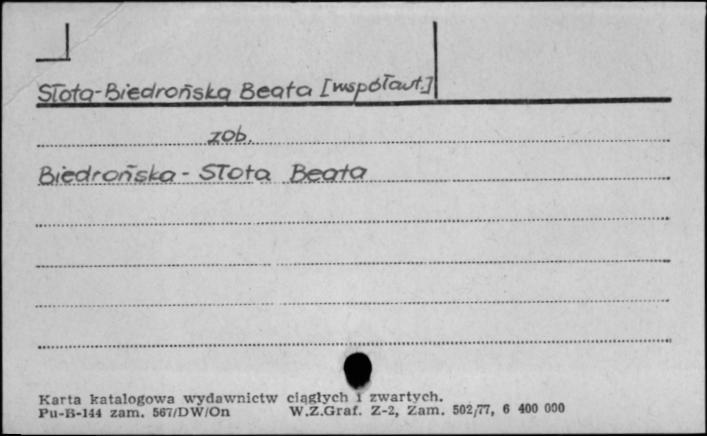 Słota-Biedrońska Beata [współaut.]
zob.
Biedrońska - Słota Beata
Karta katalogowa wydawnictw ciągłych i zwartych.
Pu-B-144 zam. 567/DW/On W.Z.Graf. Z-2, Zam. 502/77, 6 400 000